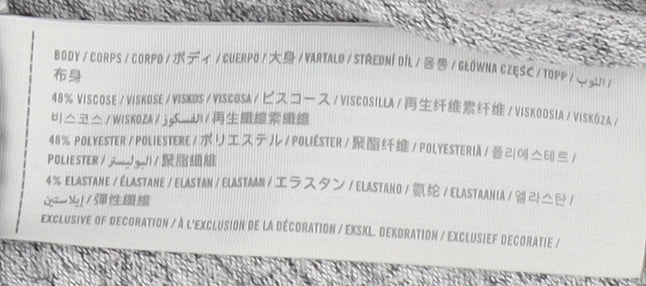 BODY / CORPS / CORPO / ボディ / CUERPO / 大身 / VARTALO / STŘEDNÍ DÍL / 몸통 / GŁÓWNA CZĘŚĆ / TOPP / الثوب /
布身
48% VISCOSE / VISKOSE / VISKOS / VISCOSA / ビスコース / VISCOSILLA / 再生纤维素纤维 / VISKOOSIA / VISKÓZA /
비스코스 / WISKOZA / الفسكوز / 再生纖維素纖維
48% POLYESTER / POLIESTERE / ポリエステル / POLIÉSTER / 聚酯纤维 / POLYESTERIÄ / 폴리에스테르 /
POLIESTER / البوليستر / 聚脂纖維
4% ELASTANE / ÉLASTANE / ELASTAN / ELASTAAN / エラスタン / ELASTANO / 氨纶 / ELASTAANIA / 엘라스탄 /
إيلاستين / 彈性纖維
EXCLUSIVE OF DECORATION / À L'EXCLUSION DE LA DÉCORATION / EKSKL. DEKORATION / EXCLUSIEF DECORATIE /